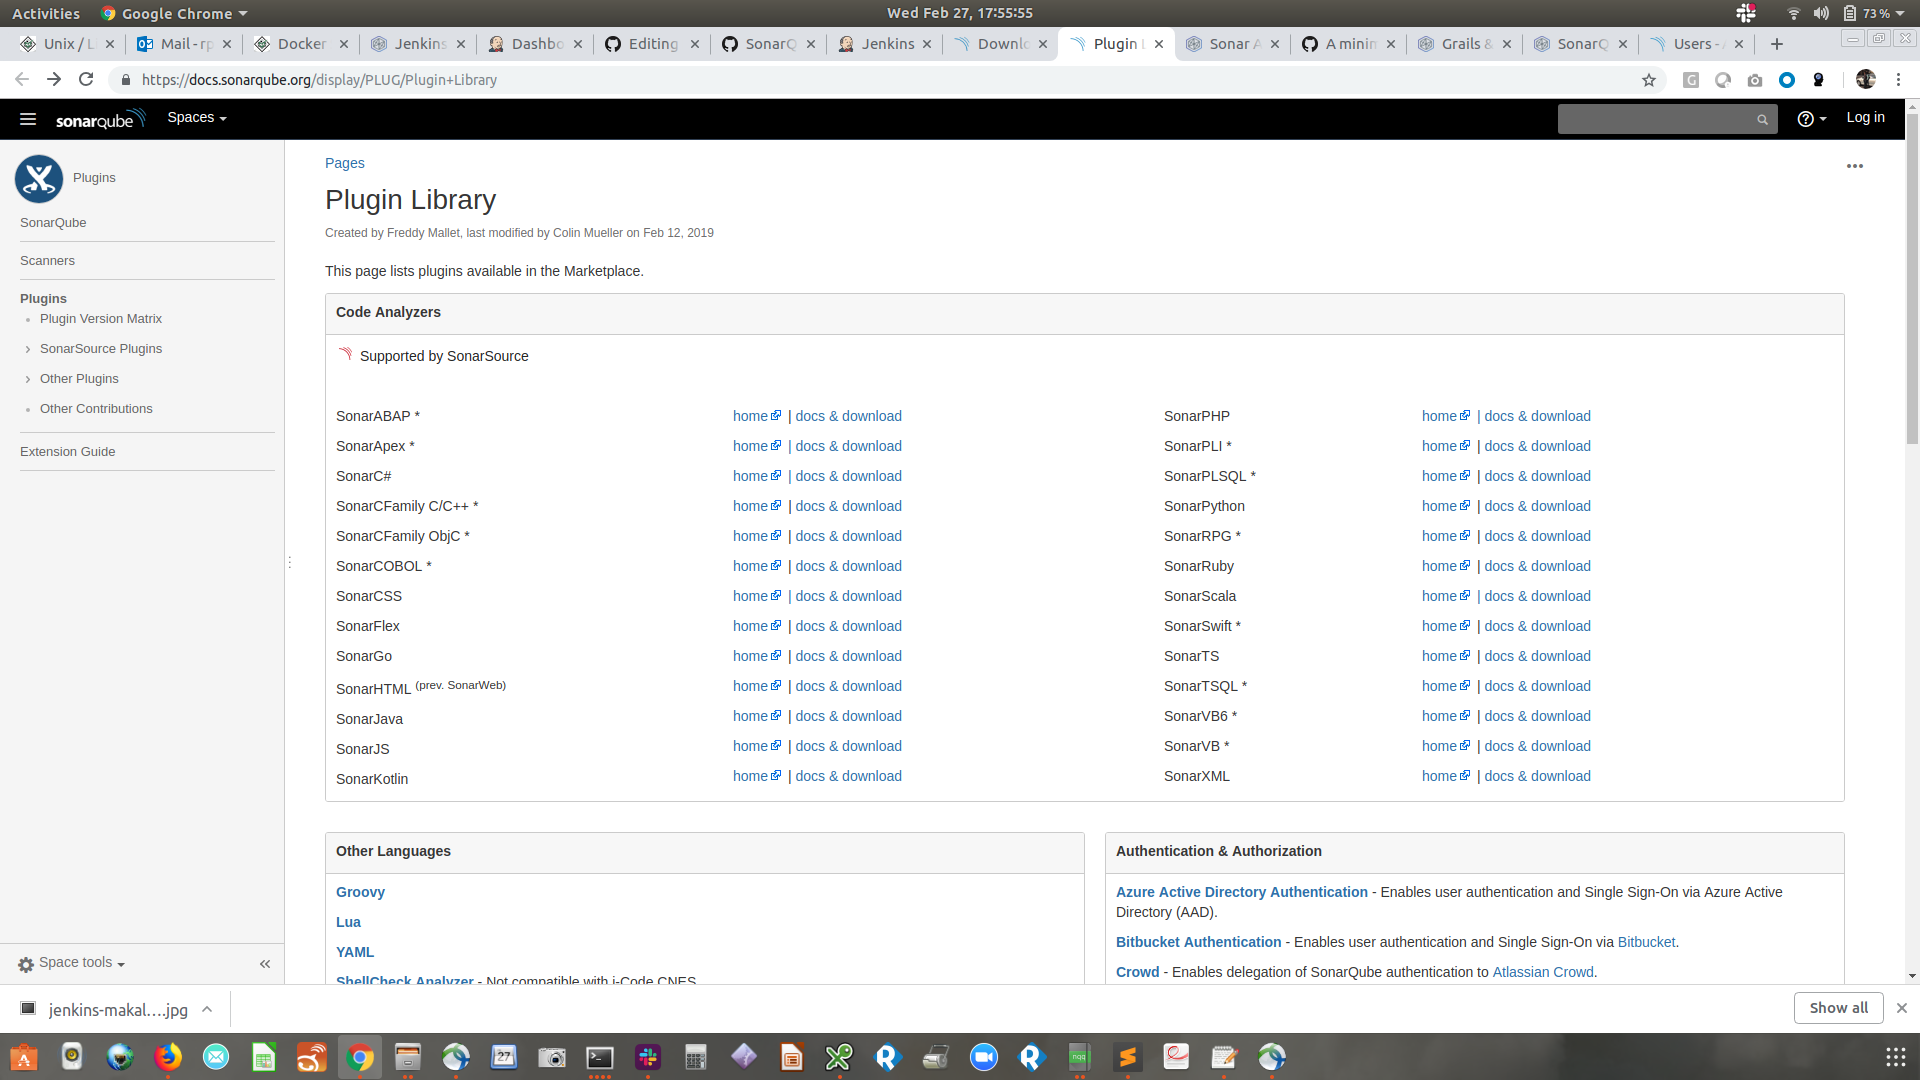 Activities Google Chrome Wed Feb 27, 17:55:55 73 %
Unix / Li Mail - rp Docker Jenkins Dashbo Editing SonarQ Jenkins Downlo Plugin L Sonar A A minim Grails & SonarQ Users - A
https://docs.sonarqube.org/display/PLUG/Plugin+Library
sonarqube Spaces Log in
Plugins
SonarQube
Scanners
Plugins
Plugin Version Matrix
SonarSource Plugins
Other Plugins
Other Contributions
Extension Guide
Space tools
Pages
Plugin Library
Created by Freddy Mallet, last modified by Colin Mueller on Feb 12, 2019
This page lists plugins available in the Marketplace.
Code Analyzers
Supported by SonarSource
SonarABAP * home | docs & download SonarPHP home | docs & download
SonarApex * home | docs & download SonarPLI * home | docs & download
SonarC# home | docs & download SonarPLSQL * home | docs & download
SonarCFamily C/C++ * home | docs & download SonarPython home | docs & download
SonarCFamily ObjC * home | docs & download SonarRPG * home | docs & download
SonarCOBOL * home | docs & download SonarRuby home | docs & download
SonarCSS home | docs & download SonarScala home | docs & download
SonarFlex home | docs & download SonarSwift * home | docs & download
SonarGo home | docs & download SonarTS home | docs & download
SonarHTML (prev. SonarWeb) home | docs & download SonarTSQL * home | docs & download
SonarJava home | docs & download SonarVB6 * home | docs & download
SonarJS home | docs & download SonarVB * home | docs & download
SonarKotlin home | docs & download SonarXML home | docs & download
Other Languages
Groovy
Lua
YAML
ShellCheck Analyzer - Not compatible with i-Code CNES
Authentication & Authorization
Azure Active Directory Authentication - Enables user authentication and Single Sign-On via Azure Active
Directory (AAD).
Bitbucket Authentication - Enables user authentication and Single Sign-On via Bitbucket.
Crowd - Enables delegation of SonarQube authentication to Atlassian Crowd.
jenkins-makal....jpg Show all